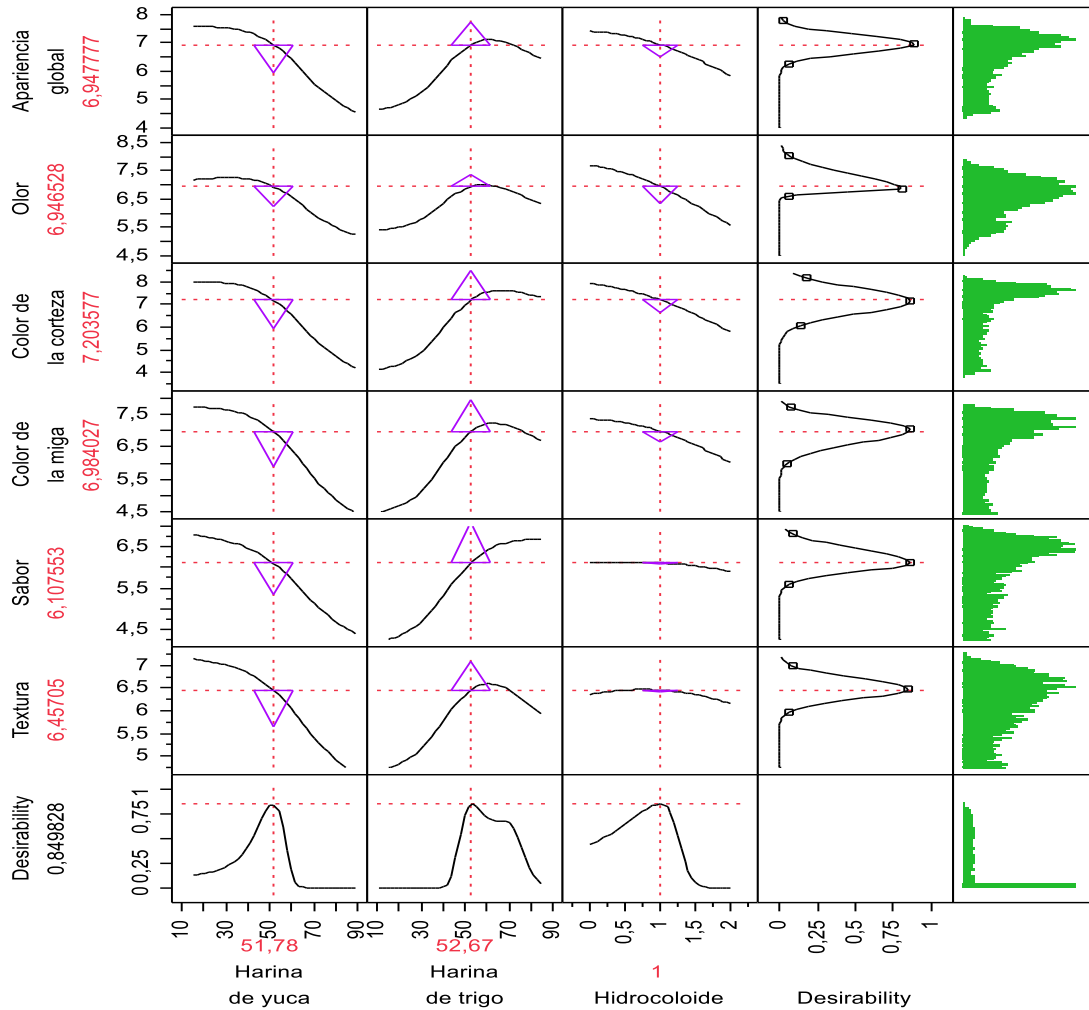 Apariencia
global
6,947777
8
7
6
5
4
Olor
6,946528
8,5
7,5
6,5
5,5
4,5
Color de
la corteza
7,203577
8
7
6
5
4
Color de
la miga
6,984027
7,5
6,5
5,5
4,5
Sabor
6,107553
6,5
5,5
4,5
Textura
6,45705
7
6,5
6
5,5
5
Desirability
0,849828
0,751
00,25
10 30 50 70 90
51,78
Harina
de yuca
10 30 50 70 90
52,67
Harina
de trigo
0 0,5 1 1,5 2
1
Hidrocoloide
0 0,25 0,5 0,75 1
Desirability